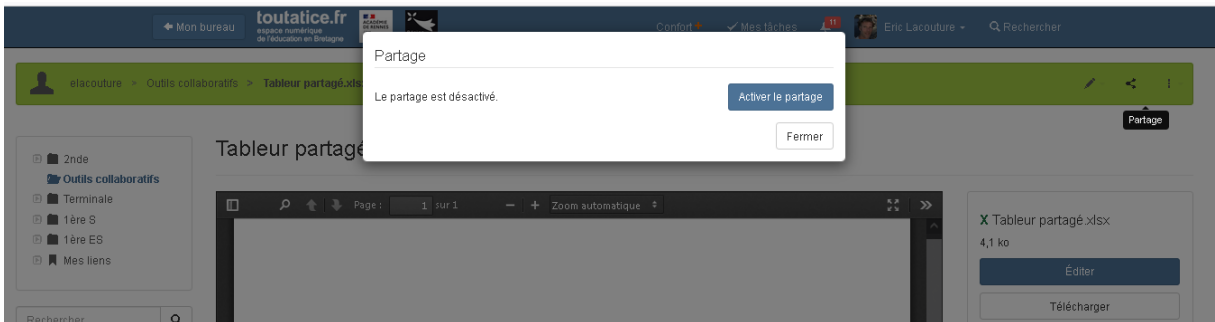 Mon bureau
toutatice.fr
espace numérique
de l'éducation en Bretagne
ACADÉMIE
DE RENNES
Confort+
Mes tâches
11
Eric Lacouture
Rechercher
Partage
Le partage est désactivé.
Activer le partage
Fermer
elacouture > Outils collaboratifs > Tableur partagé.xls
Partage
Tableur partagé
2nde
Outils collaboratifs
Terminale
1ère S
1ère ES
Mes liens
Rechercher
Page : 1 sur 1
Zoom automatique
X Tableur partagé.xlsx
4,1 ko
Éditer
Télécharger